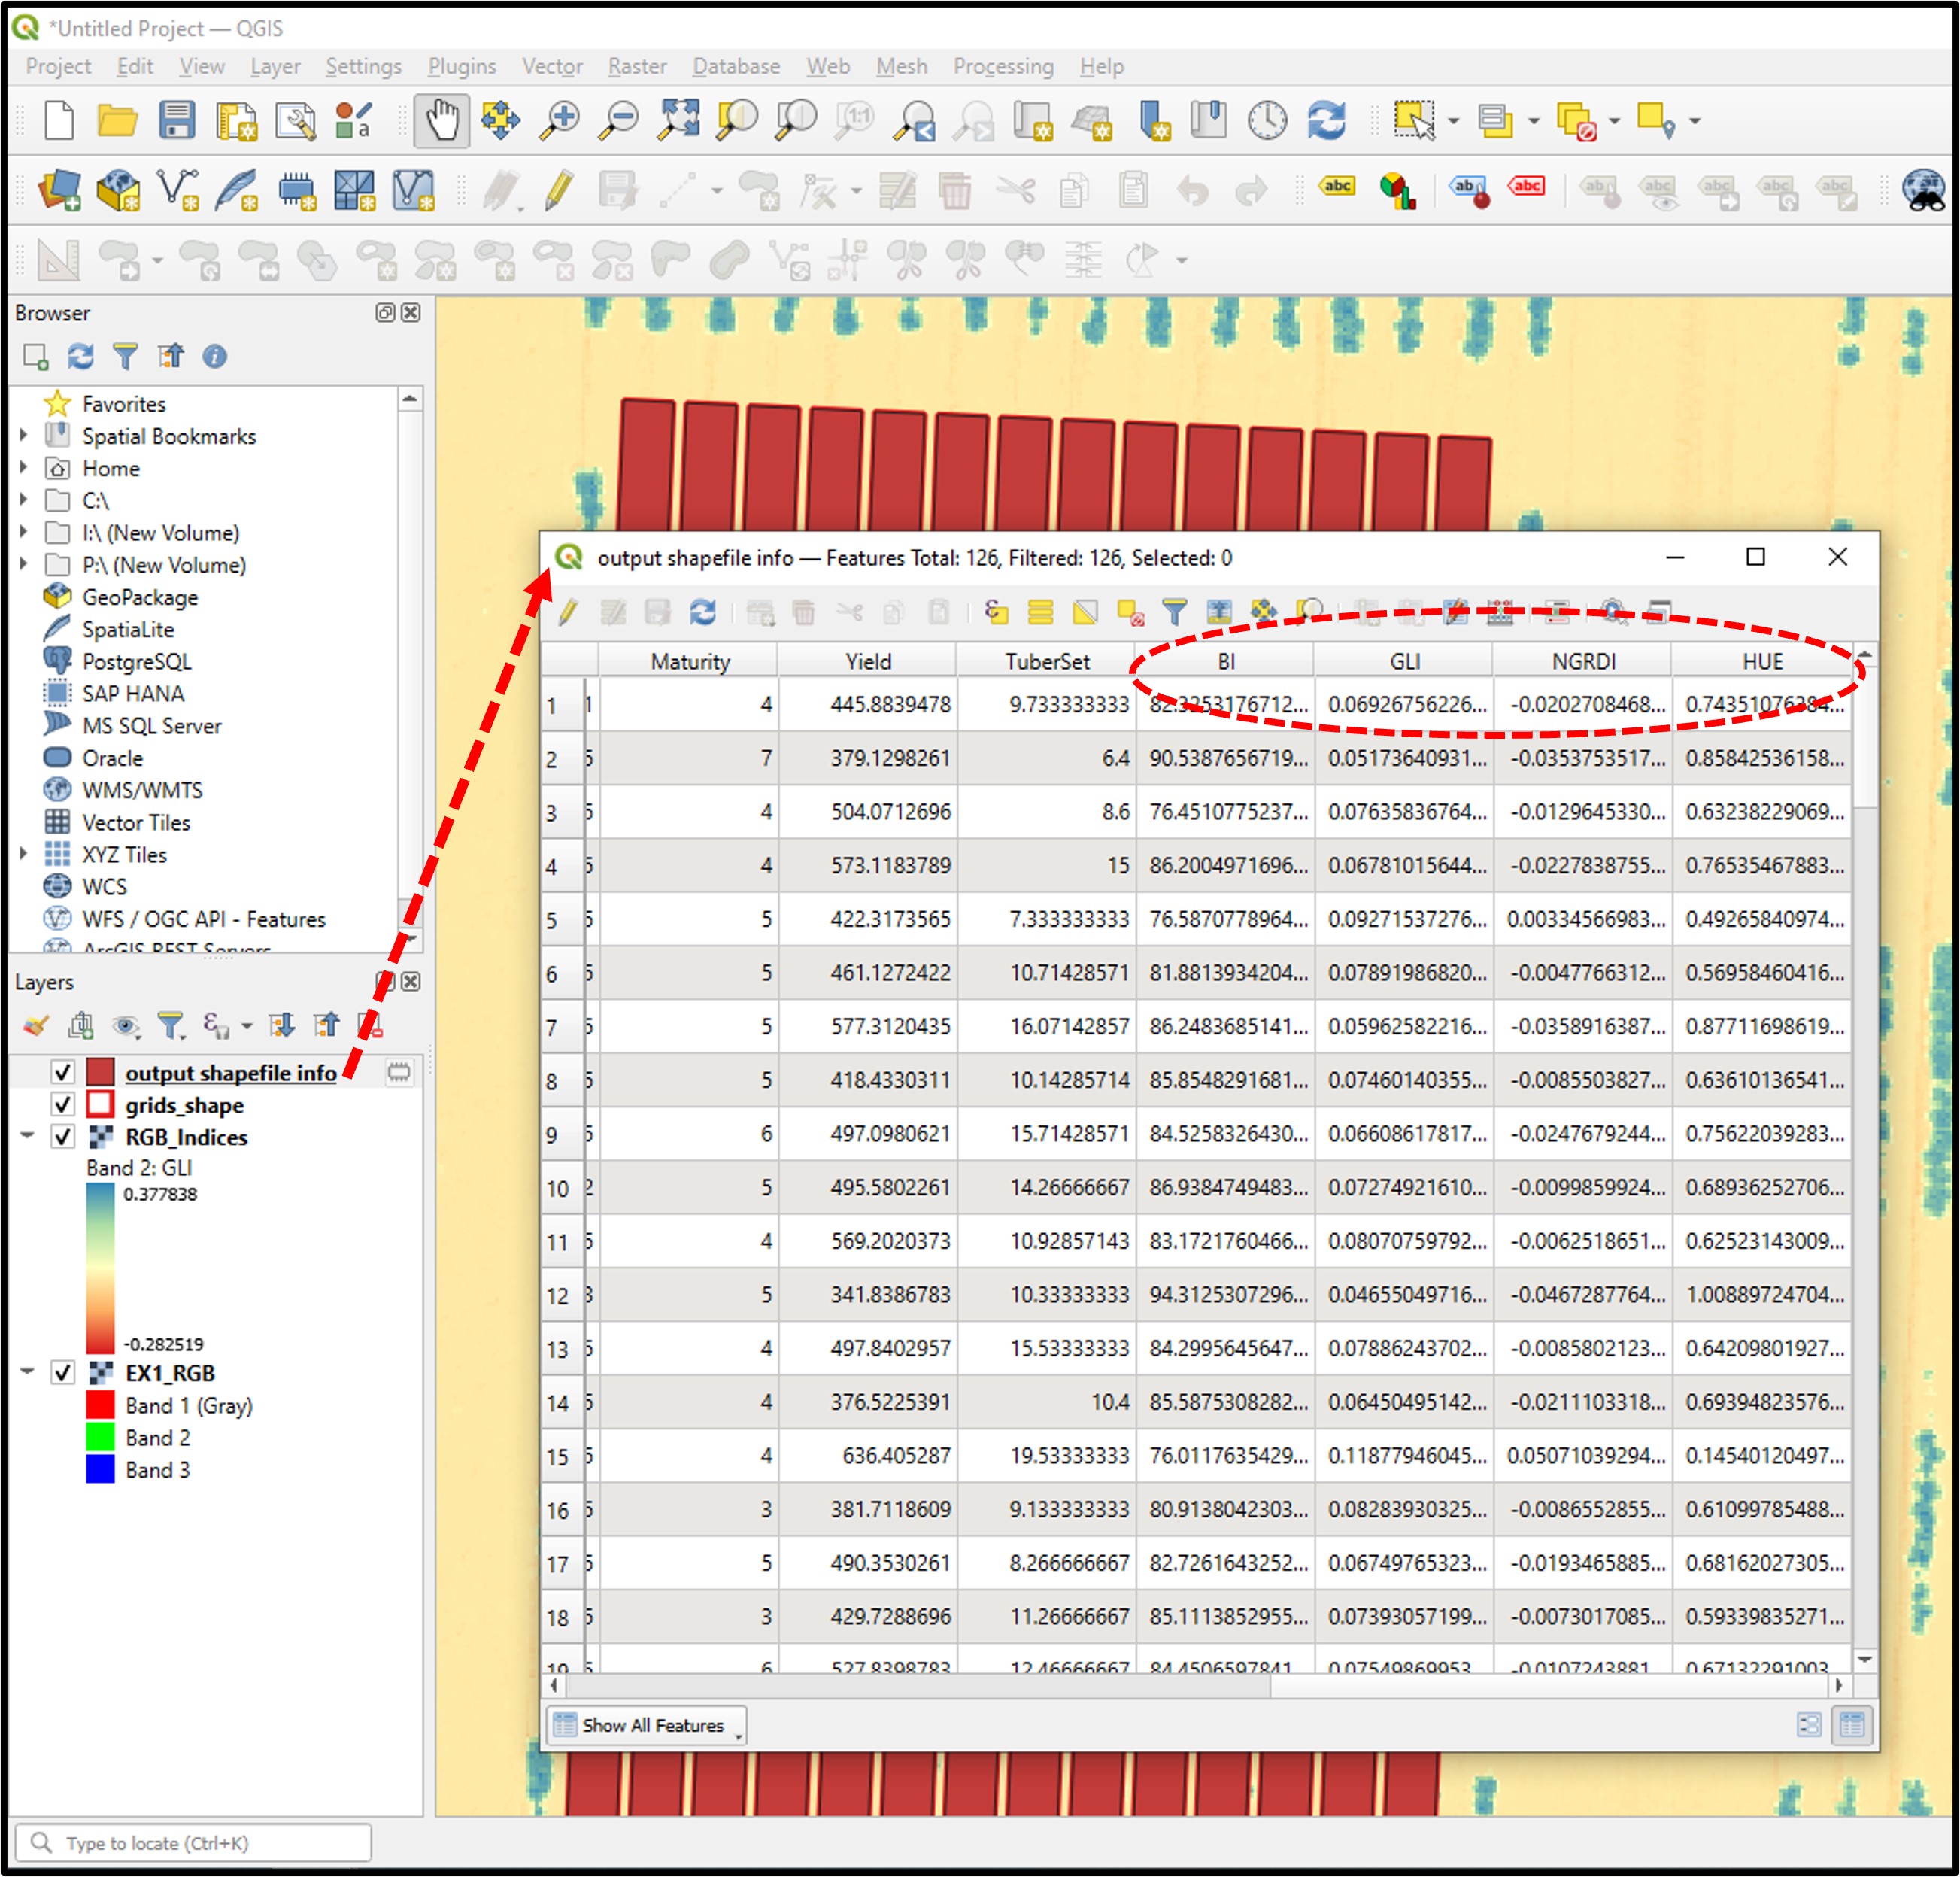 *Untitled Project — QGIS
Project Edit View Layer Settings Plugins Vector Raster Database Web Mesh Processing Help
Browser
Favorites
Spatial Bookmarks
Home
C:\
I:\ (New Volume)
P:\ (New Volume)
GeoPackage
SpatiaLite
PostgreSQL
SAP HANA
MS SQL Server
Oracle
WMS/WMTS
Vector Tiles
XYZ Tiles
WCS
WFS / OGC API - Features
ArcGIS REST Servers
Layers
output shapefile info
grids_shape
RGB_Indices
Band 2: GLI
0.377838
-0.282519
EX1_RGB
Band 1 (Gray)
Band 2
Band 3
Type to locate (Ctrl+K)
output shapefile info — Features Total: 126, Filtered: 126, Selected: 0
Maturity Yield TuberSet BI GLI NGRDI HUE
1 1 4 445.8839478 9.733333333 82.3253176712... 0.06926756226... -0.0202708468... 0.74351076384...
2 5 7 379.1298261 6.4 90.5387656719... 0.05173640931... -0.0353753517... 0.85842536158...
3 5 4 504.0712696 8.6 76.4510775237... 0.07635836764... -0.0129645330... 0.63238229069...
4 5 4 573.1183789 15 86.2004971696... 0.06781015644... -0.0227838755... 0.76535467883...
5 5 5 422.3173565 7.333333333 76.5870778964... 0.09271537276... 0.00334566983... 0.49265840974...
6 5 5 461.1272422 10.71428571 81.8813934204... 0.07891986820... -0.0047766312... 0.56958460416...
7 5 5 577.3120435 16.07142857 86.2483685141... 0.05962582216... -0.0358916387... 0.87711698619...
8 5 5 418.4330311 10.14285714 85.8548291681... 0.07460140355... -0.0085503827... 0.63610136541...
9 5 6 497.0980621 15.71428571 84.5258326430... 0.06608617817... -0.0247679244... 0.75622039283...
10 2 5 495.5802261 14.26666667 86.9384749483... 0.07274921610... -0.0099859924... 0.68936252706...
11 5 4 569.2020373 10.92857143 83.1721760466... 0.08070759792... -0.0062518651... 0.62523143009...
12 3 5 341.8386783 10.33333333 94.3125307296... 0.04655049716... -0.0467287764... 1.00889724704...
13 5 4 497.8402957 15.53333333 84.2995645647... 0.07886243702... -0.0085802123... 0.64209801927...
14 5 4 376.5225391 10.4 85.5875308282... 0.06450495142... -0.0211103318... 0.69394823576...
15 5 4 636.405287 19.53333333 76.0117635429... 0.11877946045... 0.05071039294... 0.14540120497...
16 5 3 381.7118609 9.133333333 80.9138042303... 0.08283930325... -0.0086552855... 0.61099785488...
17 5 5 490.3530261 8.266666667 82.7261643252... 0.06749765323... -0.0193465885... 0.68162027305...
18 5 3 429.7288696 11.26666667 85.1113852955... 0.07393057199... -0.0073017085... 0.59339835271...
19 5 6 527.8398783 12.46666667 84.4506597841... 0.07549869953... -0.0107243881... 0.67132291003...
Show All Features